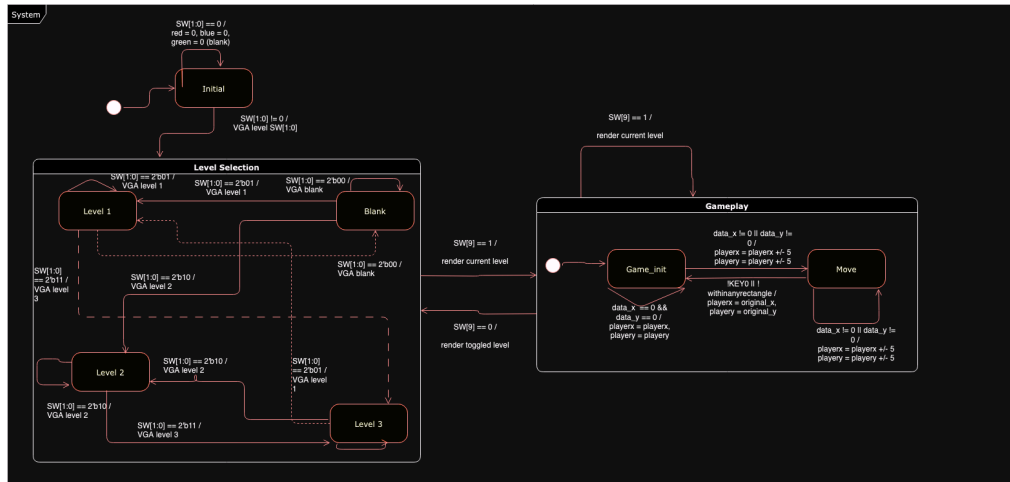 System
SW[1:0] == 0 /
red = 0, blue = 0,
green = 0 (blank)
Initial
SW[1:0] != 0 /
VGA level SW[1:0]
Level Selection
SW[1:0] == 2'b01 /
VGA level 1
SW[1:0] == 2'b01 /
VGA level 1
SW[1:0] == 2'b00 /
VGA blank
Level 1
Blank
SW[1:0]
== 2'b11 /
VGA level
3
SW[1:0] == 2'b10 /
VGA level 2
SW[1:0] == 2'b00 /
VGA blank
Level 2
SW[1:0] == 2'b10 /
VGA level 2
SW[1:0]
== 2'b01 /
VGA level
1
SW[1:0] == 2'b10 /
VGA level 2
SW[1:0] == 2'b11 /
VGA level 3
Level 3
SW[9] == 1 /
render current level
SW[9] == 0 /
render toggled level
SW[9] == 1 /
render current level
Gameplay
Game_init
data_x != 0 || data_y !=
0 /
playerx = playerx +/- 5
playery = playery +/- 5
Move
!KEY0 || !
withinanyrectangle /
playerx = original_x,
playery = original_y
data_x == 0 &&
data_y == 0 /
playerx = playerx,
playery = playery
data_x != 0 || data_y !=
0 /
playerx = playerx +/- 5
playery = playery +/- 5